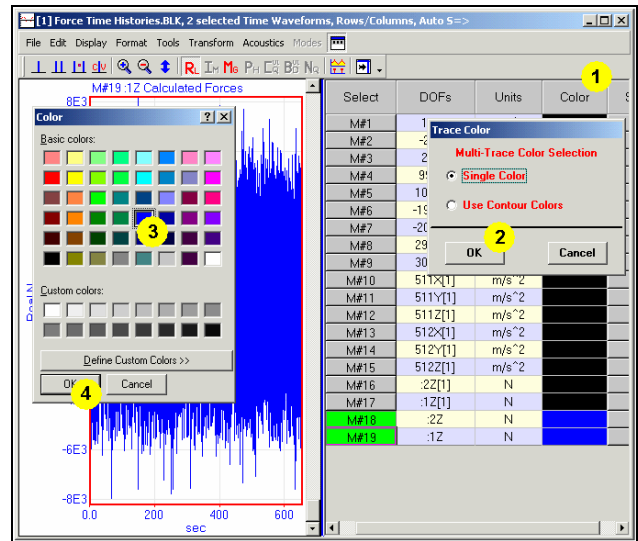 [1] Force Time Histories.BLK, 2 selected Time Waveforms, Rows/Columns, Auto S=>
File Edit Display Format Tools Transform Acoustics Modes
RL IM MG PH
M#19 :1Z Calculated Forces
8E3
-6E3
-8E3
0.0 200 400 600
sec
Color
Basic colors:
3
Custom colors:
Define Custom Colors >>
4
Cancel
1
Select DOFs Units Color
M#1
M#2
M#3
M#4
M#5
M#6
M#7
M#8
M#9
M#10 511X[1] m/s^2
M#11 511Y[1] m/s^2
M#12 511Z[1] m/s^2
M#13 512X[1] m/s^2
M#14 512Y[1] m/s^2
M#15 512Z[1] m/s^2
M#16 :2Z[1] N
M#17 :1Z[1] N
M#18 :2Z N
M#19 :1Z N
Trace Color
Multi-Trace Color Selection
Single Color
Use Contour Colors
2
OK Cancel